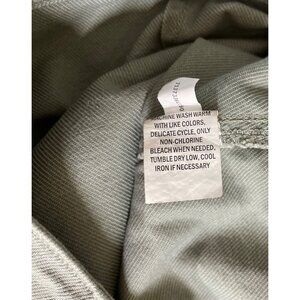 MACHINE WASH WARM
WITH LIKE COLORS,
DELICATE CYCLE, ONLY
NON-CHLORINE
BLEACH WHEN NEEDED,
TUMBLE DRY LOW, COOL
IRON IF NECESSARY